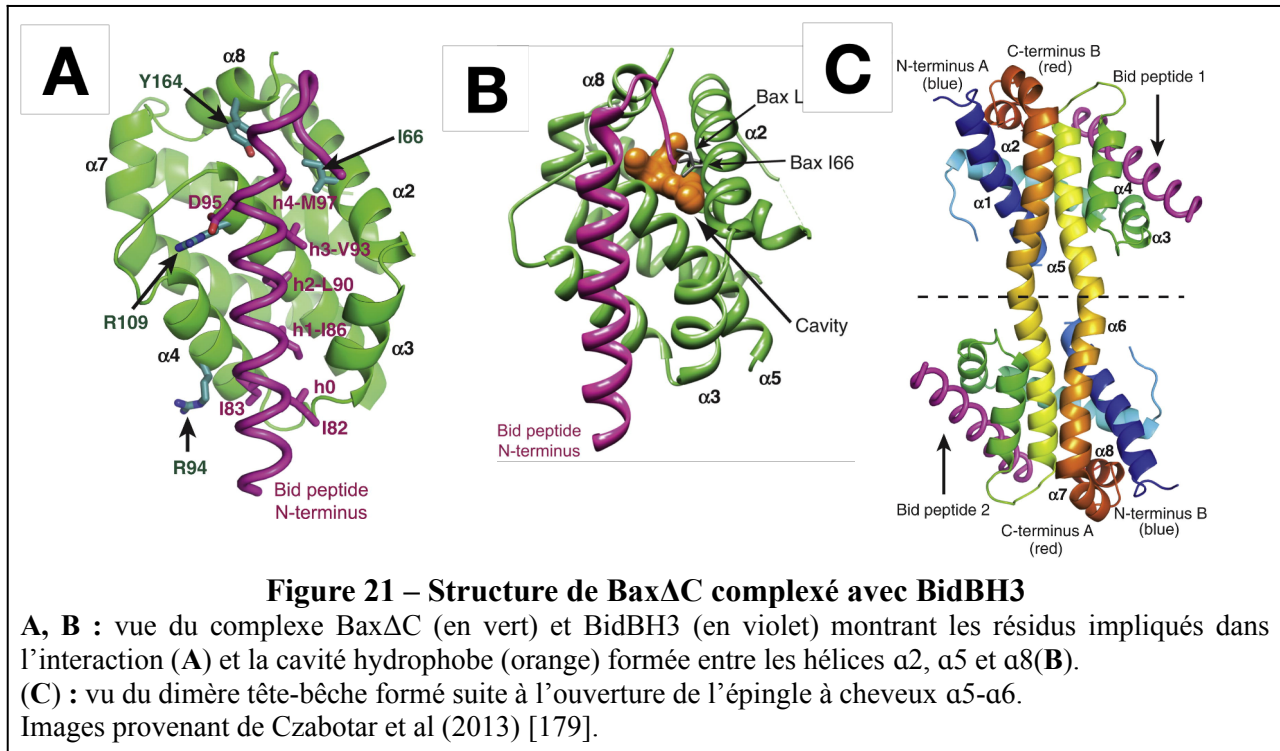 A
α8
Y164
I66
α7
α2
D95
h4-M97
h3-V93
h2-L90
R109
h1-I86
α4
α3
h0
I83
I82
R94
Bid peptide
N-terminus
B
α8
Bax L
α2
Bax I66
Cavity
α5
α3
Bid peptide
N-terminus
C
C-terminus B
(red)
N-terminus A
(blue)
Bid peptide 1
α2
α4
α1
α3
α5
α6
α8
α7
Bid peptide 2
N-terminus B
(blue)
C-terminus A
(red)
Figure 21 – Structure de BaxΔC complexé avec BidBH3
A, B : vue du complexe BaxΔC (en vert) et BidBH3 (en violet) montrant les résidus impliqués dans
l’interaction (A) et la cavité hydrophobe (orange) formée entre les hélices α2, α5 et α8(B).
(C) : vu du dimère tête-bêche formé suite à l’ouverture de l’épingle à cheveux α5-α6.
Images provenant de Czabotar et al (2013) [179].